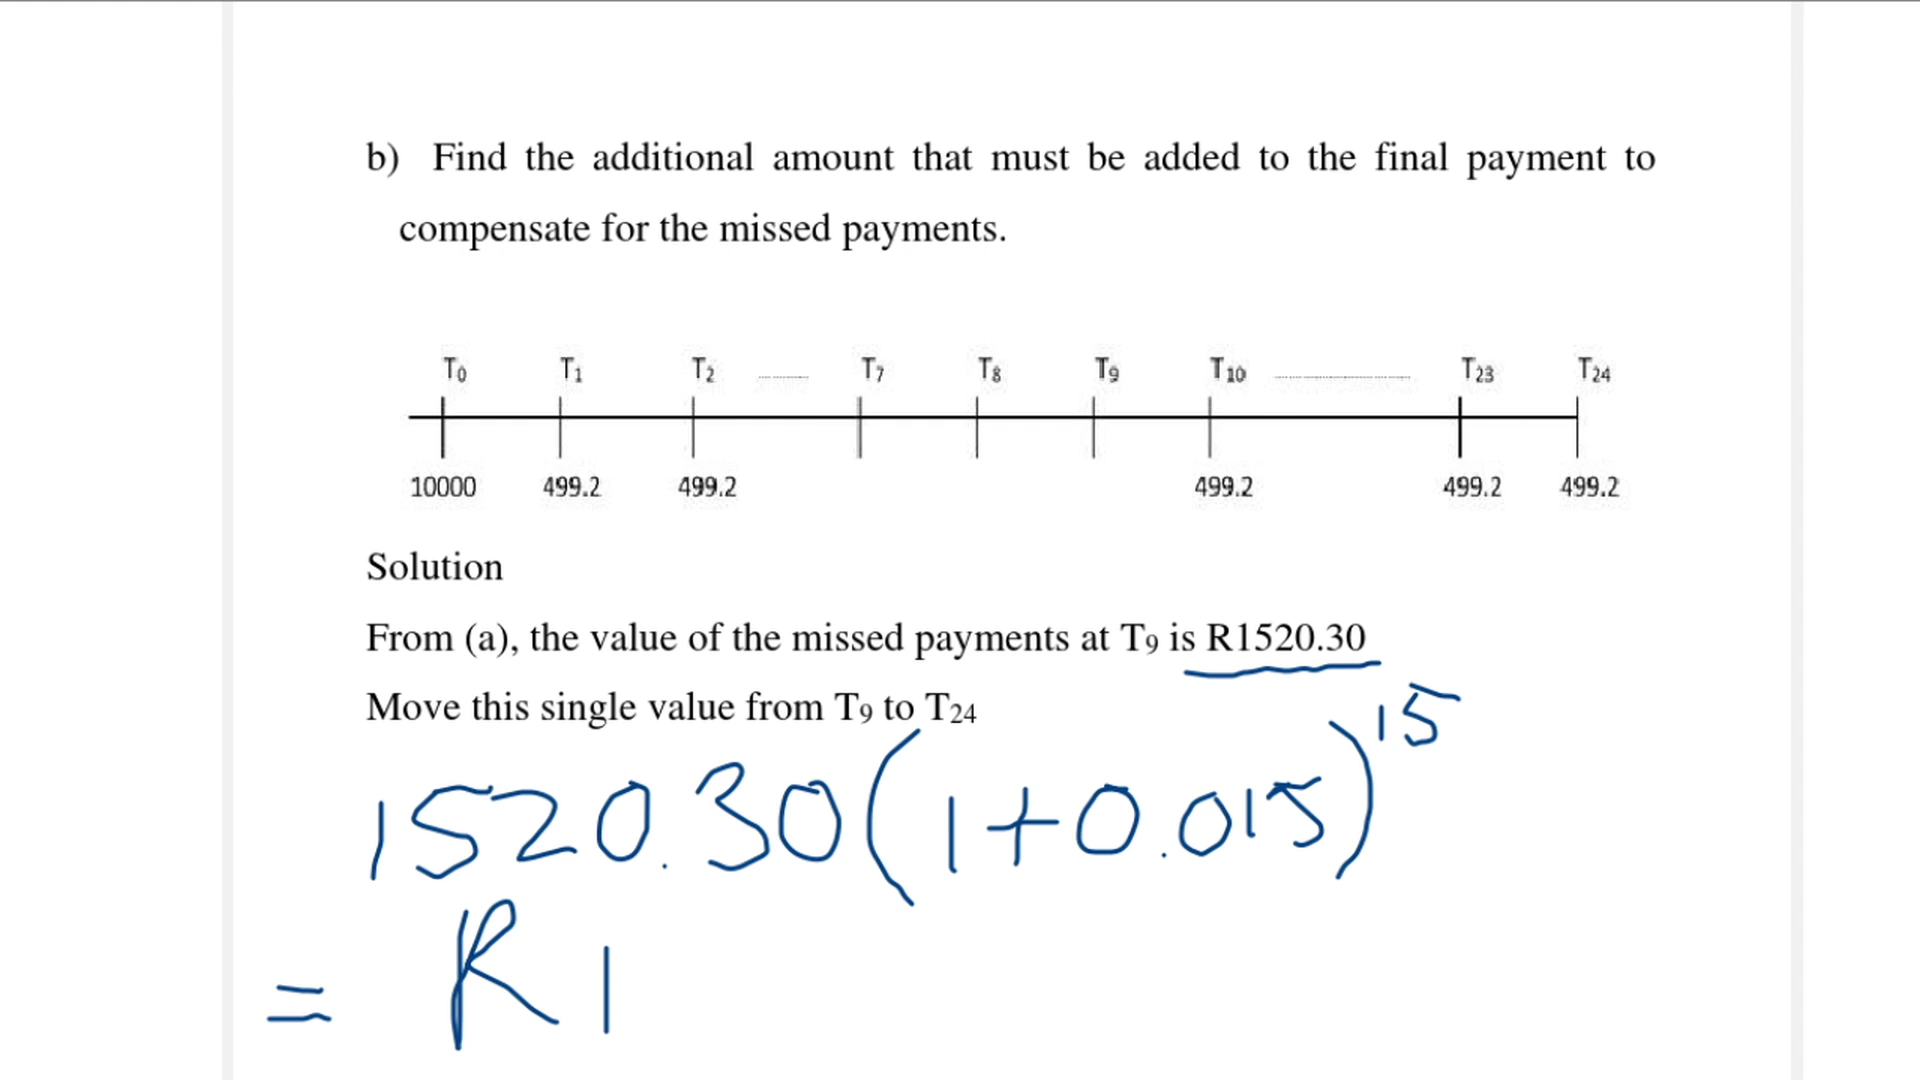 b) Find the additional amount that must be added to the final payment to
compensate for the missed payments.
T0 T1 T2 ........... T7 T8 T9 T10 ........................... T23 T24
10000 499.2 499.2 499.2 499.2 499.2
Solution
From (a), the value of the missed payments at T9 is R1520.30
Move this single value from T9 to T24
1520.30(1+0.015)^15
= R1